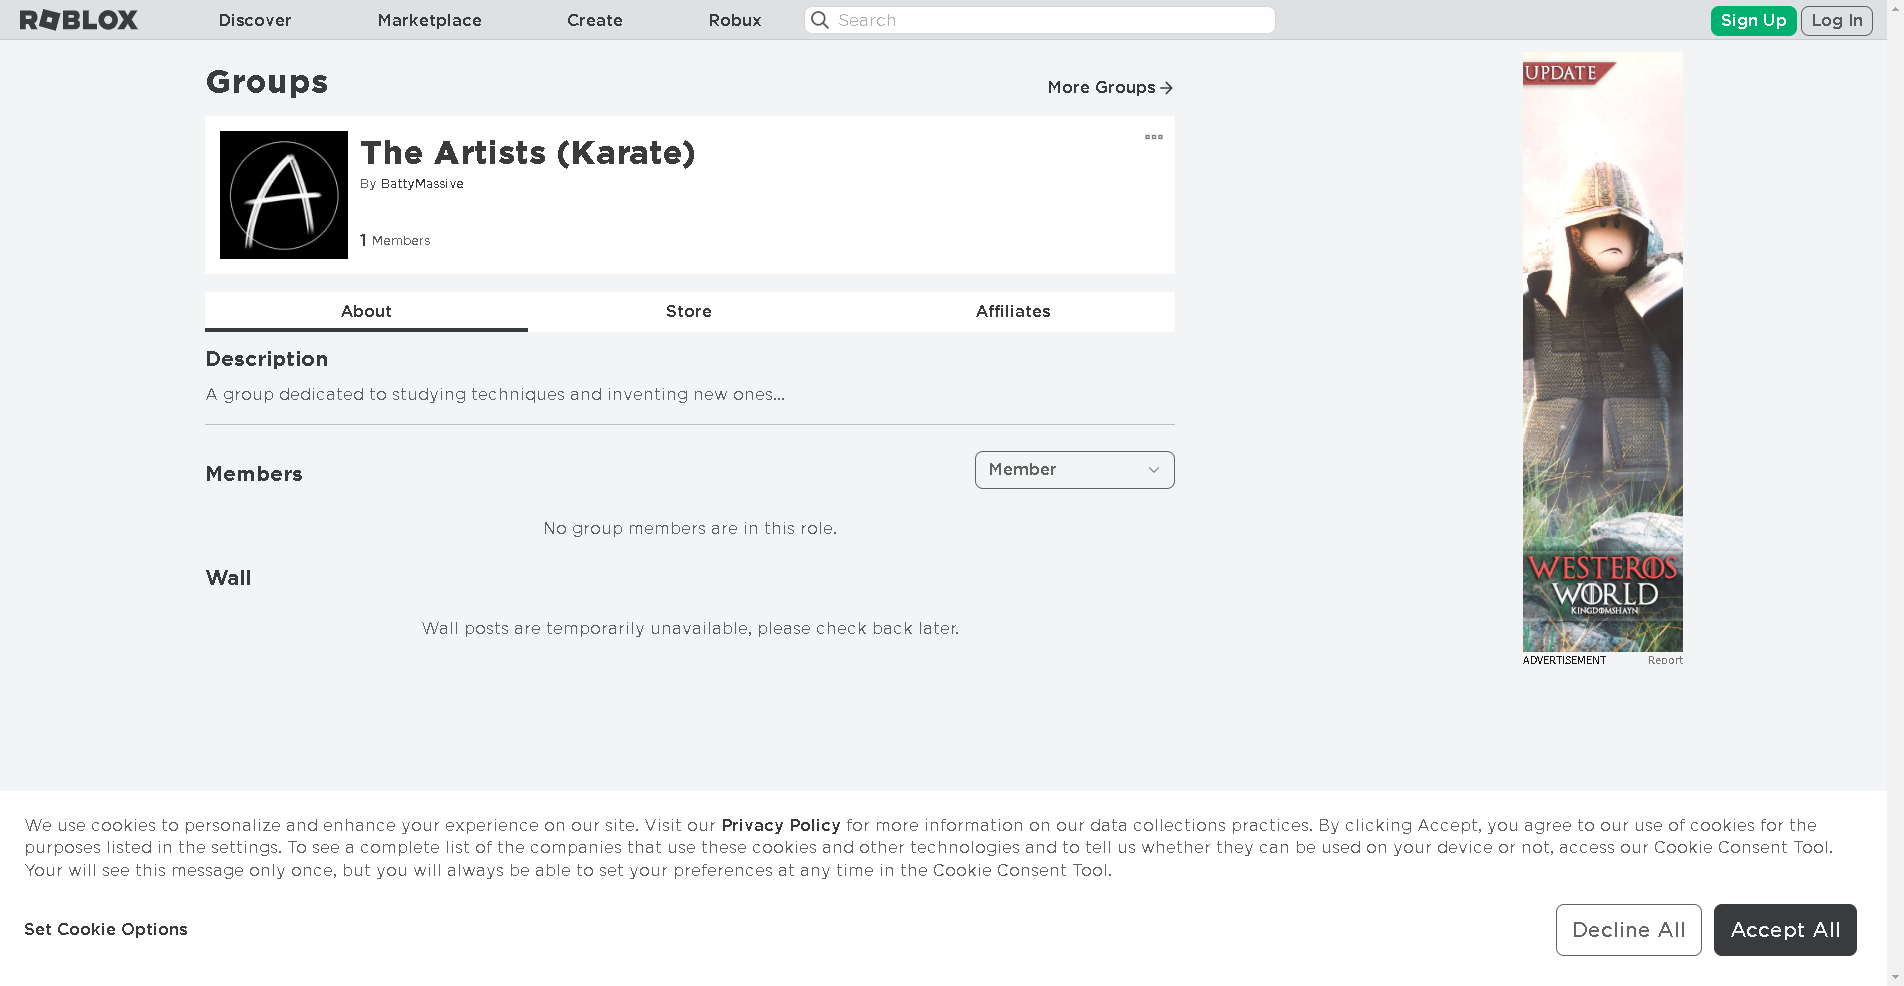 ROBLOX
Discover
Marketplace
Create
Robux
Search
Sign Up
Log In
Groups
More Groups
The Artists (Karate)
By BattyMassive
1 Members
About
Store
Affiliates
Description
A group dedicated to studying techniques and inventing new ones...
Members
Member
No group members are in this role.
Wall
Wall posts are temporarily unavailable, please check back later.
UPDATE
WESTEROS
WORLD
KINGDOMSHAYN
ADVERTISEMENT
Report
We use cookies to personalize and enhance your experience on our site. Visit our Privacy Policy for more information on our data collections practices. By clicking Accept, you agree to our use of cookies for the
purposes listed in the settings. To see a complete list of the companies that use these cookies and other technologies and to tell us whether they can be used on your device or not, access our Cookie Consent Tool.
Your will see this message only once, but you will always be able to set your preferences at any time in the Cookie Consent Tool.
Set Cookie Options
Decline All
Accept All